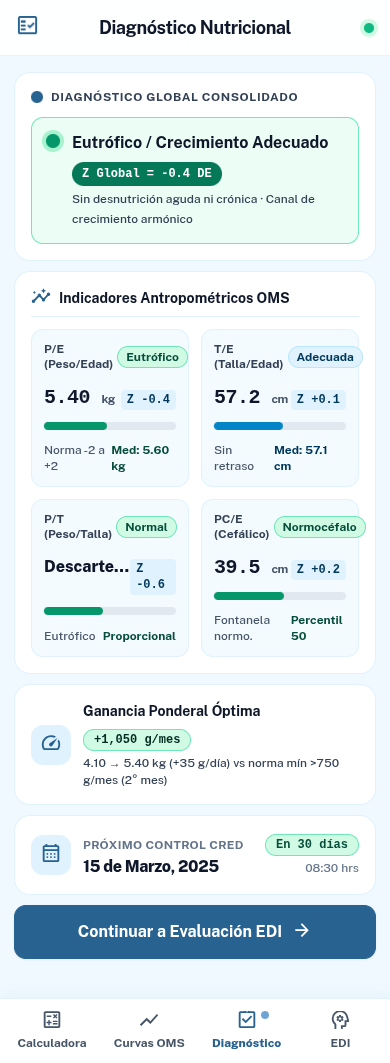 Diagnóstico Nutricional
DIAGNÓSTICO GLOBAL CONSOLIDADO
Eutrófico / Crecimiento Adecuado
Z Global = -0.4 DE
Sin desnutrición aguda ni crónica · Canal de
crecimiento armónico
Indicadores Antropométricos OMS
P/E
(Peso/Edad)
Eutrófico
5.40 kg
Z -0.4
Norma -2 a
+2
Med: 5.60
kg
T/E
(Talla/Edad)
Adecuada
57.2 cm
Z +0.1
Sin
retraso
Med: 57.1
cm
P/T
(Peso/Talla)
Normal
Descarte...
Z
-0.6
Eutrófico
Proporcional
PC/E
(Cefálico)
Normocéfalo
39.5 cm
Z +0.2
Fontanela
normo.
Percentil
50
Ganancia Ponderal Óptima
+1,050 g/mes
4.10 → 5.40 kg (+35 g/día) vs norma mín >750
g/mes (2° mes)
PRÓXIMO CONTROL CRED
En 30 días
15 de Marzo, 2025
08:30 hrs
Continuar a Evaluación EDI →
Calculadora
Curvas OMS
Diagnóstico
EDI